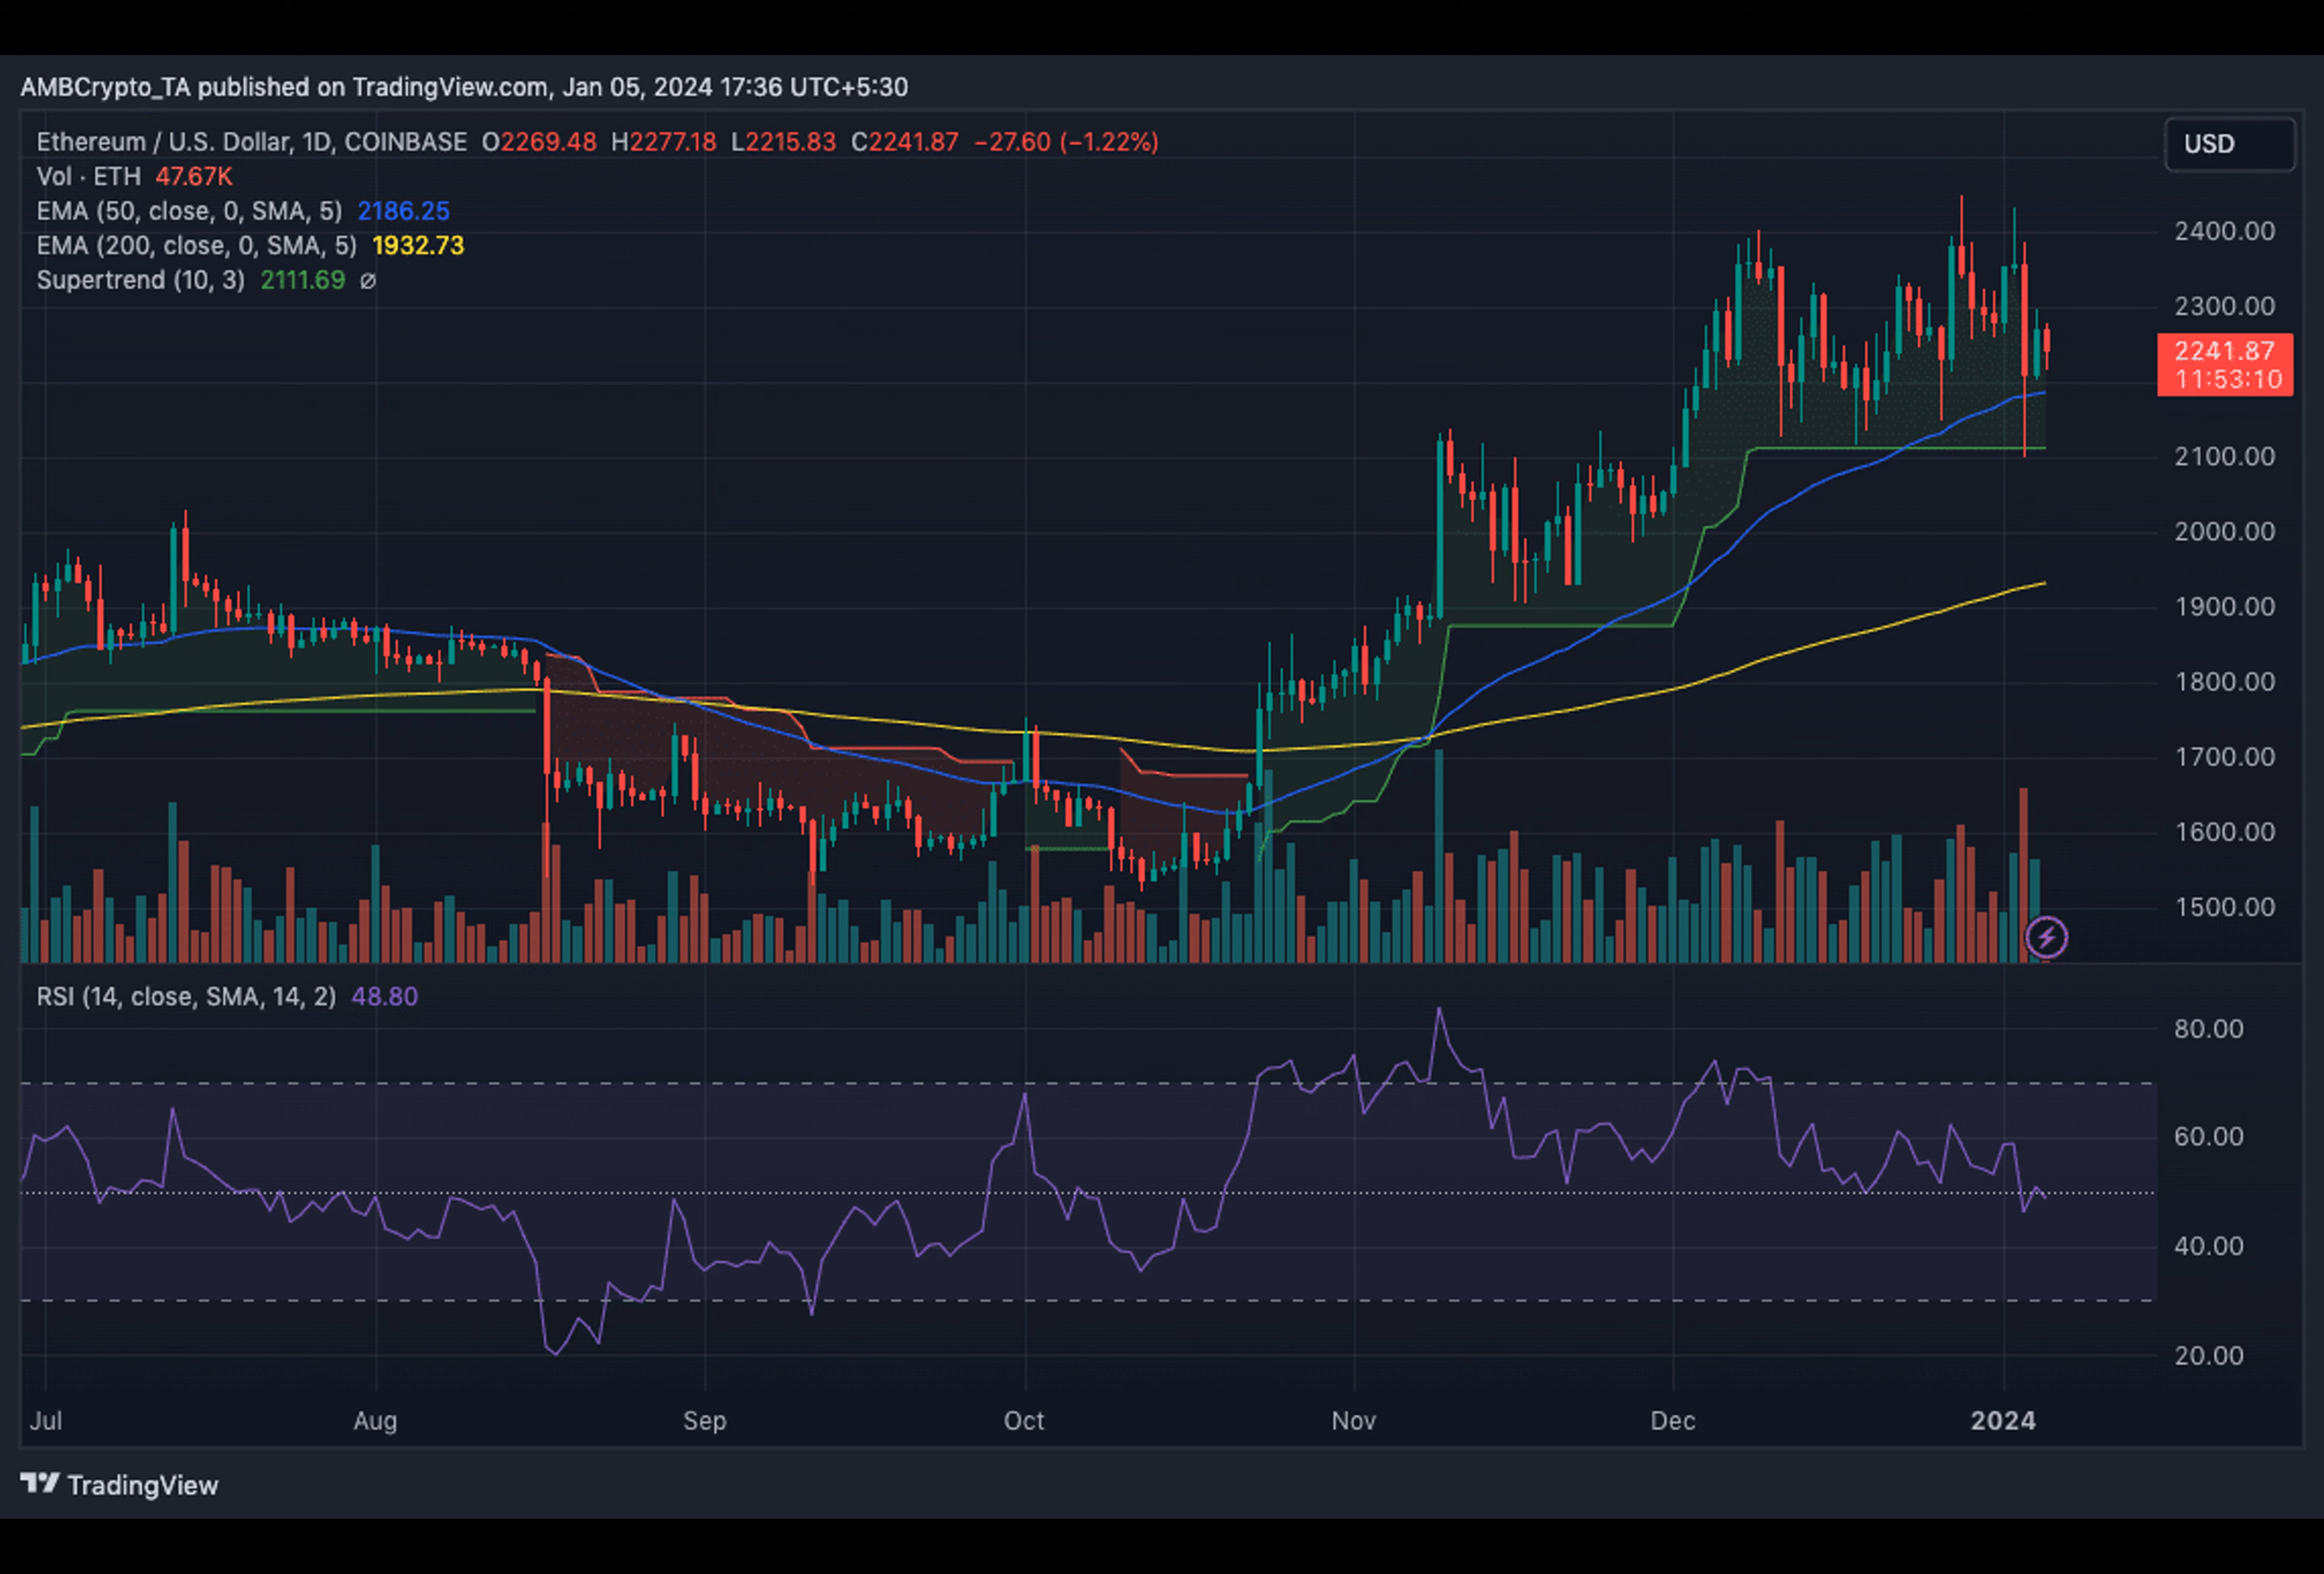 AMBCrypto_TA published on TradingView.com, Jan 05, 2024 17:36 UTC+5:30
Ethereum / U.S. Dollar, 1D, COINBASE O2269.48 H2277.18 L2215.83 C2241.87 −27.60 (−1.22%)
USD
Vol · ETH 47.67K
EMA (50, close, 0, SMA, 5) 2186.25
EMA (200, close, 0, SMA, 5) 1932.73
Supertrend (10, 3) 2111.69 ∅
2400.00
2300.00
2241.87
11:53:10
2100.00
2000.00
1900.00
1800.00
1700.00
1600.00
1500.00
RSI (14, close, SMA, 14, 2) 48.80
80.00
60.00
40.00
20.00
Jul Aug Sep Oct Nov Dec 2024
TradingView